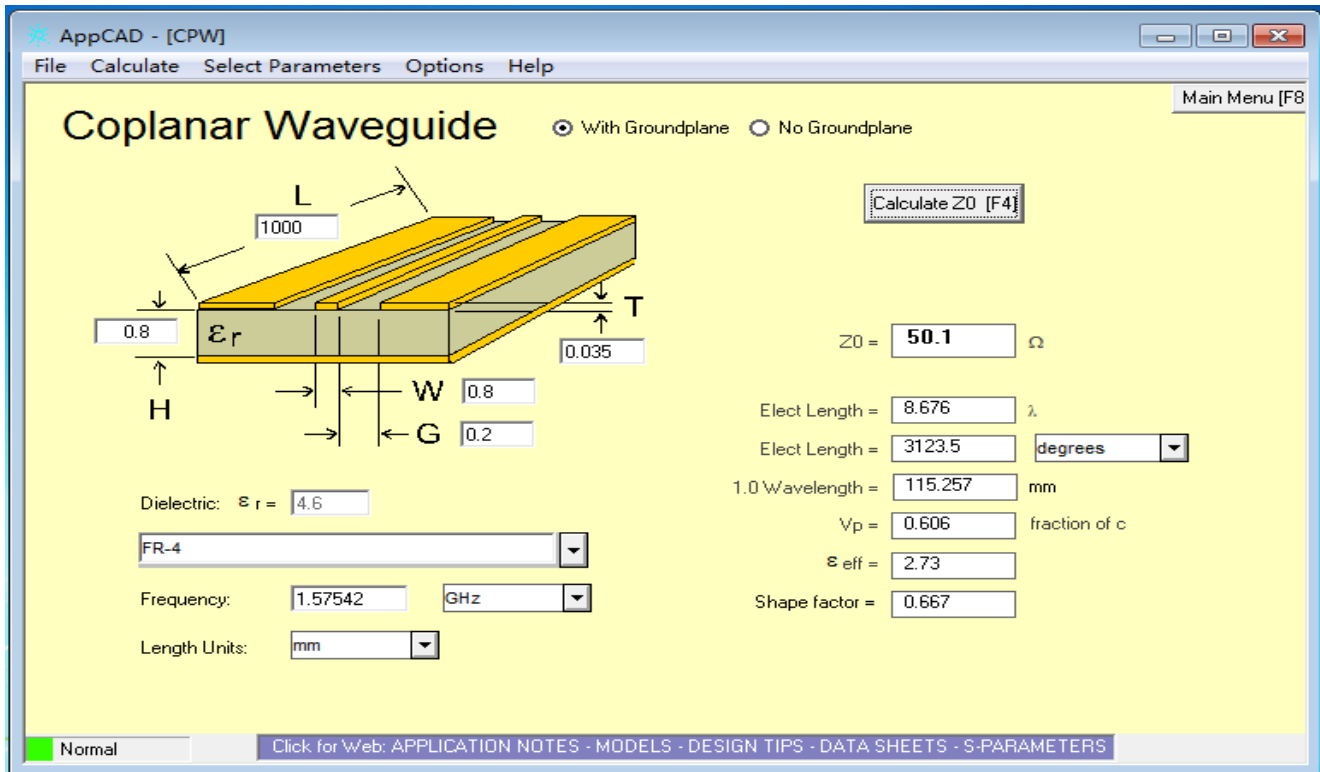 AppCAD - [CPW]
File Calculate Select Parameters Options Help
Main Menu [F8
Coplanar Waveguide
With Groundplane
No Groundplane
L
1000
Calculate Z0 [F4]
0.8
εr
T
0.035
H
W 0.8
G 0.2
Z0 = 50.1 Ω
Elect Length = 8.676 λ
Elect Length = 3123.5 degrees
1.0 Wavelength = 115.257 mm
Vp = 0.606 fraction of c
ε eff = 2.73
Shape factor = 0.667
Dielectric: ε r = 4.6
FR-4
Frequency: 1.57542 GHz
Length Units: mm
Normal
Click for Web: APPLICATION NOTES - MODELS - DESIGN TIPS - DATA SHEETS - S-PARAMETERS